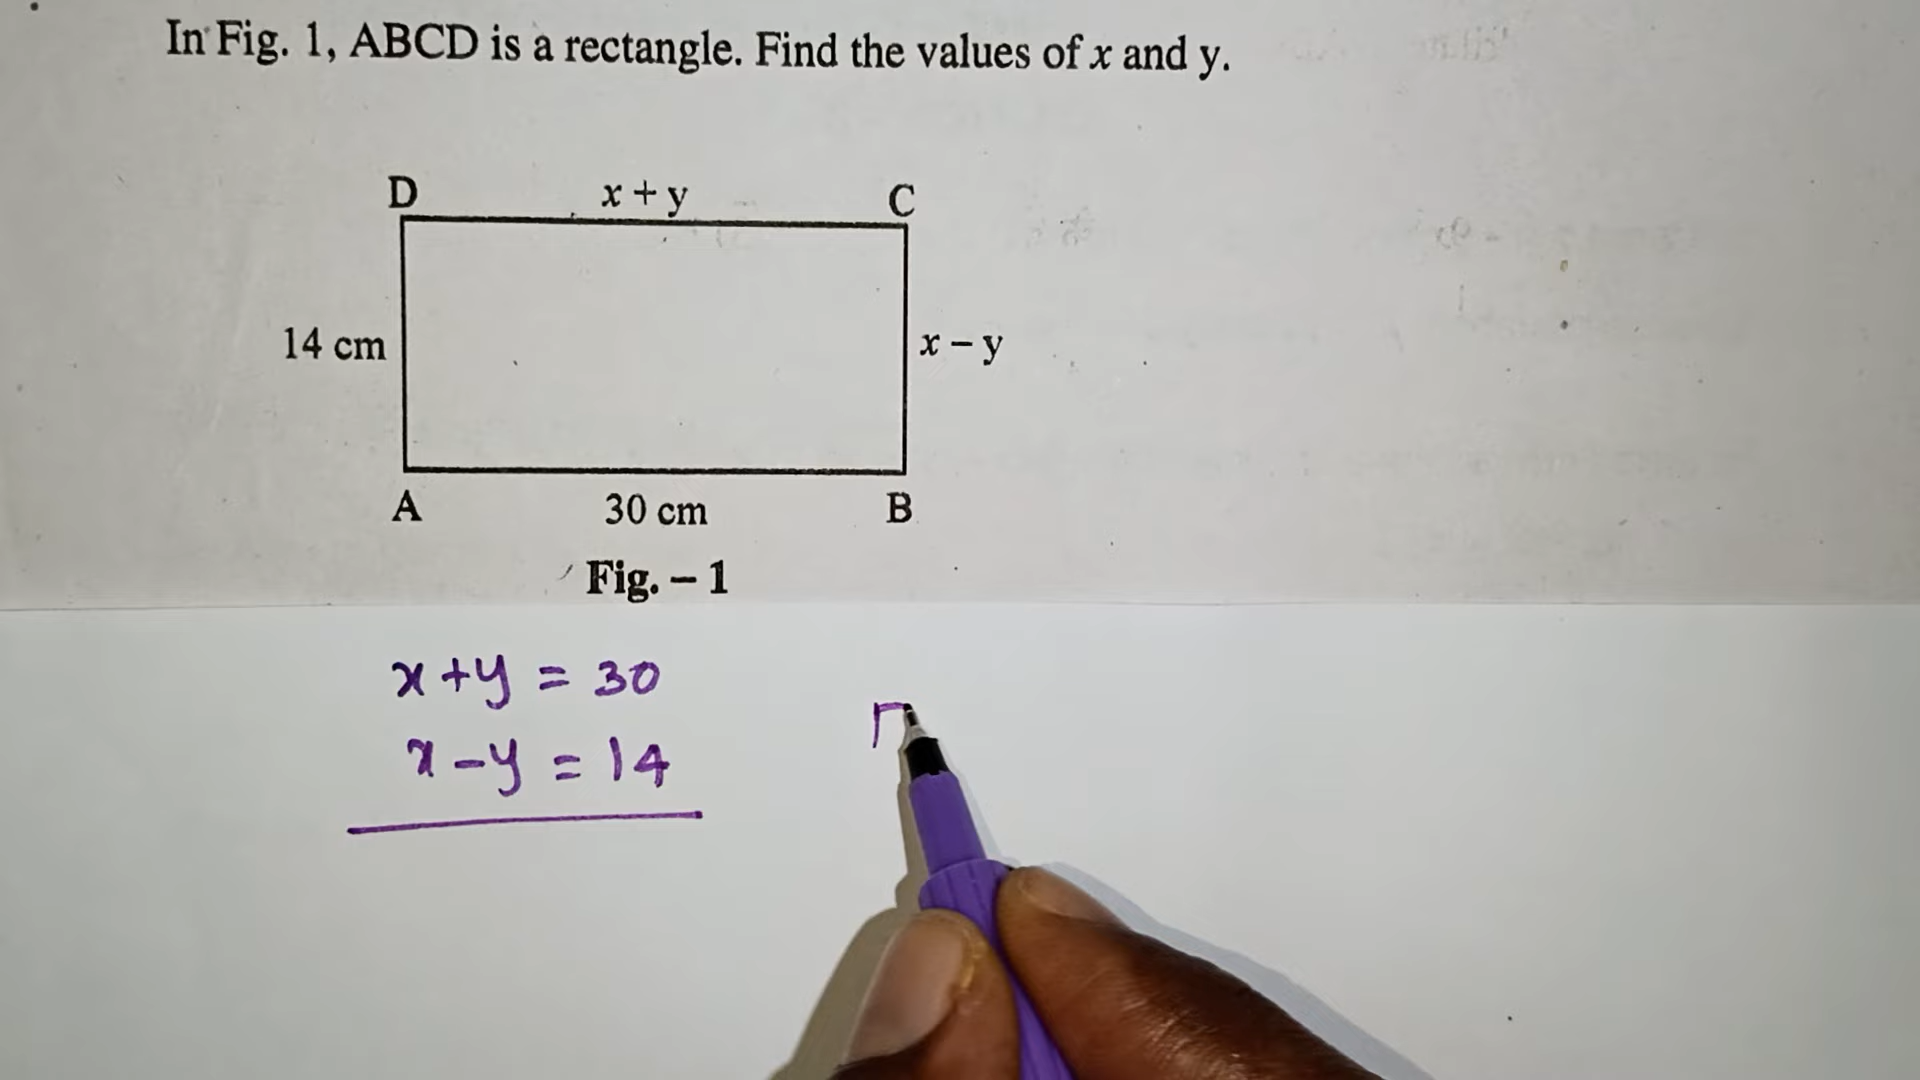 In Fig. 1, ABCD is a rectangle. Find the values of x and y.
D x + y C
14 cm x – y
A 30 cm B
Fig. – 1
x + y = 30
x – y = 14